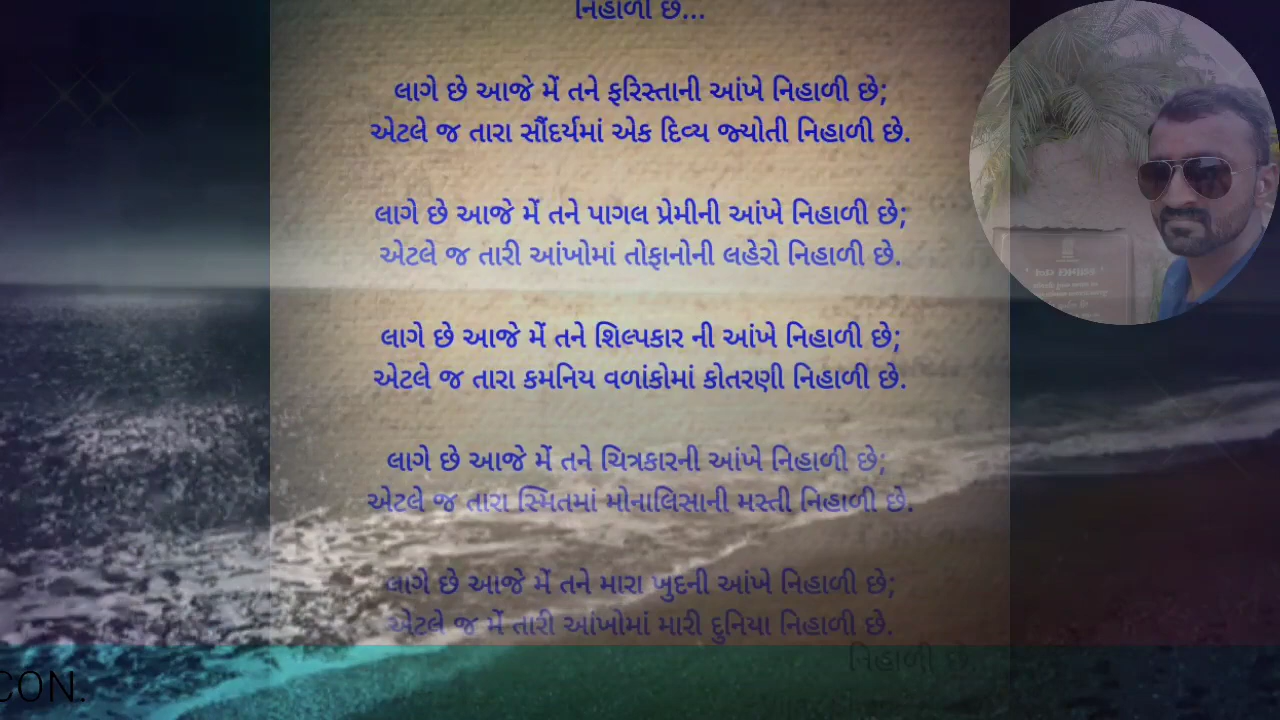 નિહાળી છે...
લાગે છે આજે મેં તને ફરિસ્તાની આંખે નિહાળી છે;
એટલે જ તારા સૌંદર્યમાં એક દિવ્ય જ્યોતી નિહાળી છે.
લાગે છે આજે મેં તને પાગલ પ્રેમીની આંખે નિહાળી છે;
એટલે જ તારી આંખોમાં તોફાનોની લહેરો નિહાળી છે.
લાગે છે આજે મેં તને શિલ્પકાર ની આંખે નિહાળી છે;
એટલે જ તારા કમનિય વળાંકોમાં કોતરણી નિહાળી છે.
લાગે છે આજે મેં તને ચિત્રકારની આંખે નિહાળી છે;
એટલે જ તારા સ્મિતમાં મોનાલિસાની મસ્તી નિહાળી છે.
લાગે છે આજે મેં તને મારા ખુદની આંખે નિહાળી છે;
એટલે જ મેં તારી આંખોમાં મારી દુનિયા નિહાળી છે.
નિહાળી છે
CON.